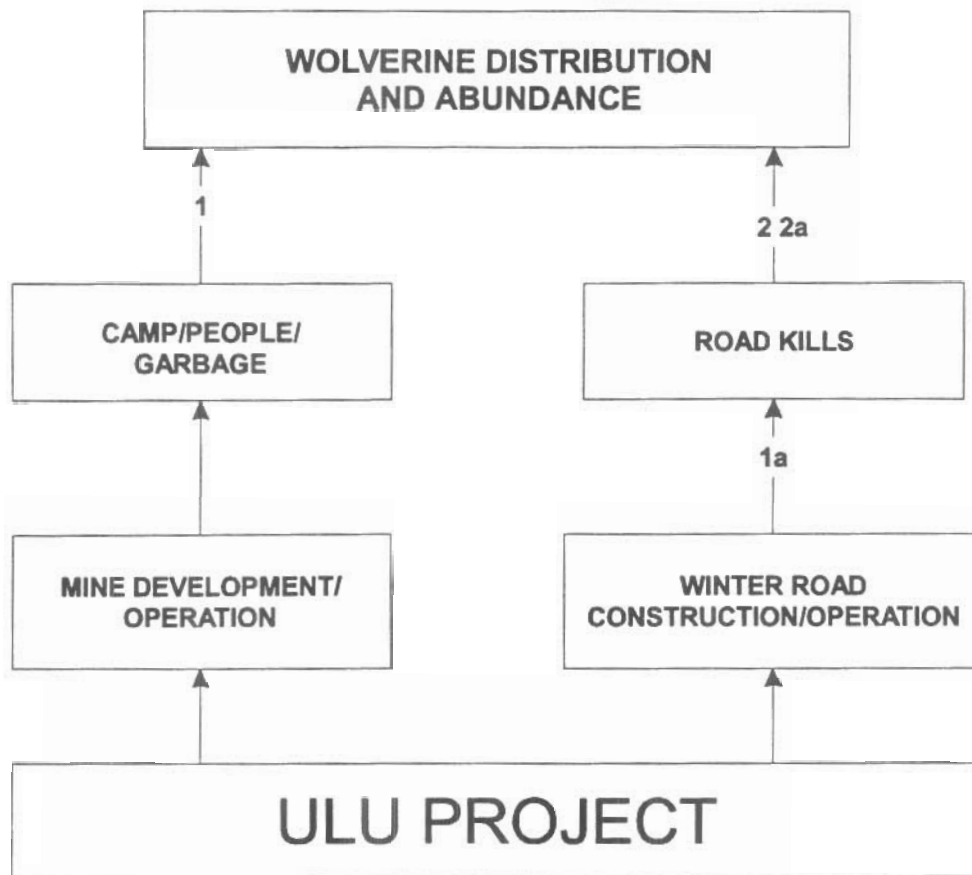 WOLVERINE DISTRIBUTION
AND ABUNDANCE
1
2 2a
CAMP/PEOPLE/
GARBAGE
ROAD KILLS
1a
MINE DEVELOPMENT/
OPERATION
WINTER ROAD
CONSTRUCTION/OPERATION
ULU PROJECT